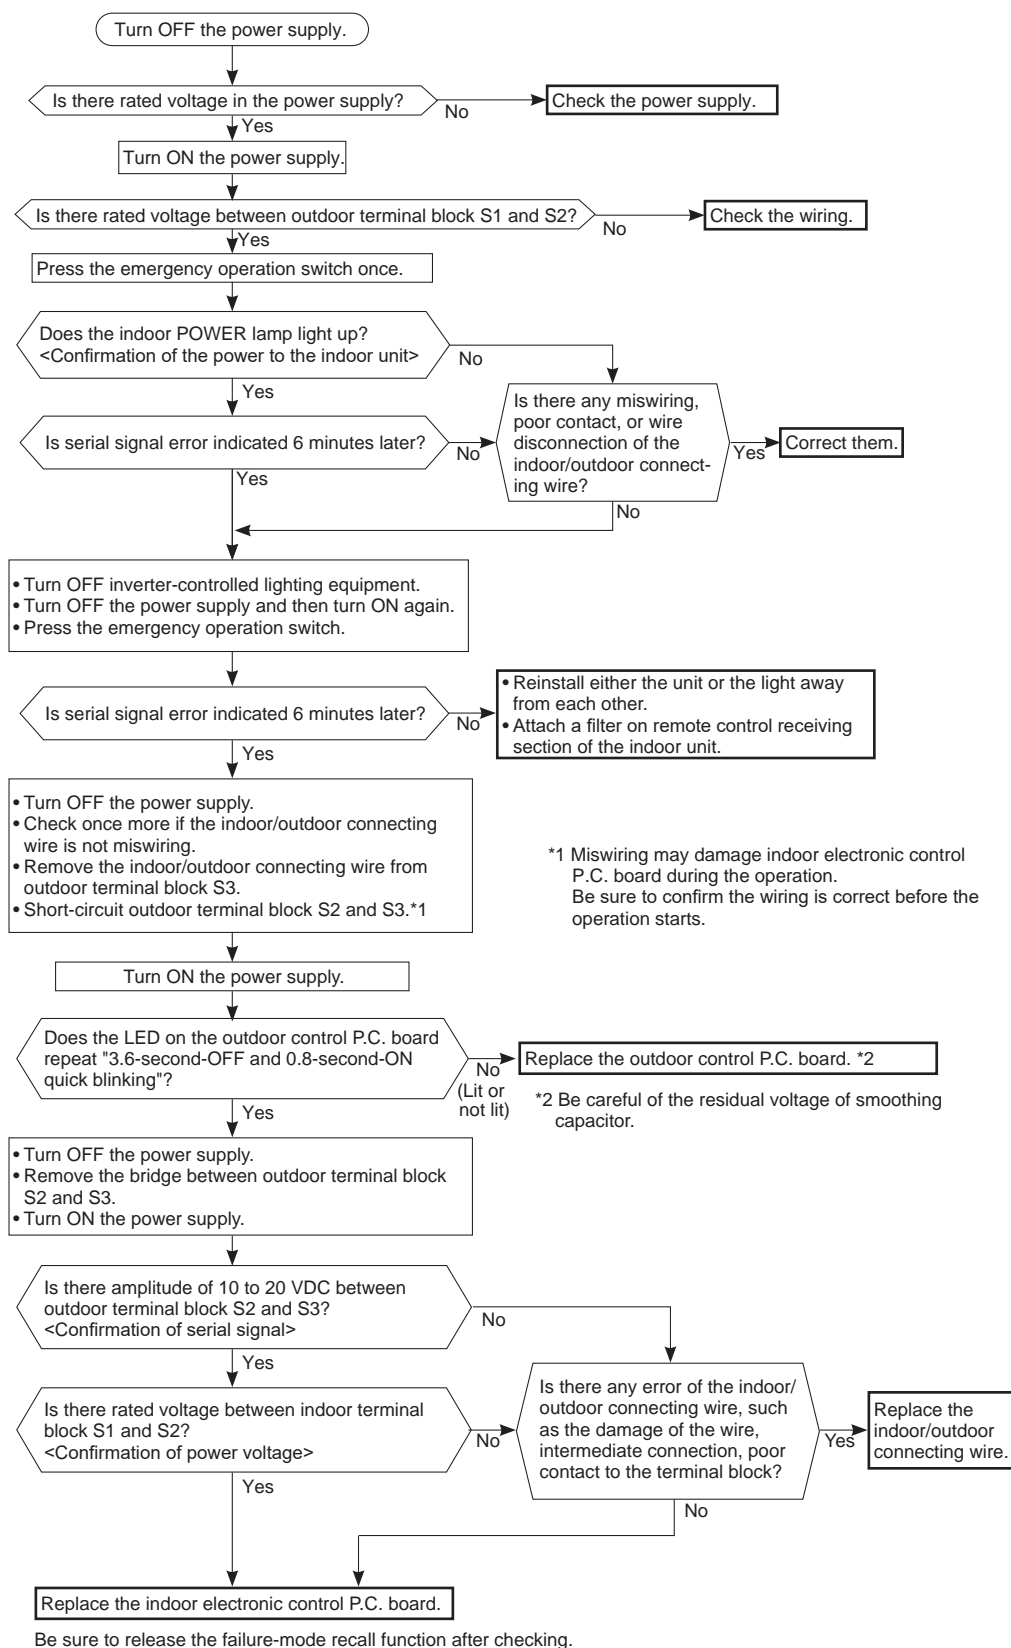 Turn OFF the power supply.
Is there rated voltage in the power supply?
No
Check the power supply.
Yes
Turn ON the power supply.
Is there rated voltage between outdoor terminal block S1 and S2?
No
Check the wiring.
Yes
Press the emergency operation switch once.
Does the indoor POWER lamp light up?
<Confirmation of the power to the indoor unit>
No
Yes
Is there any miswiring,
poor contact, or wire
disconnection of the
indoor/outdoor connect-
ing wire?
Is serial signal error indicated 6 minutes later?
No
Yes
Correct them.
Yes
No
• Turn OFF inverter-controlled lighting equipment.
• Turn OFF the power supply and then turn ON again.
• Press the emergency operation switch.
Is serial signal error indicated 6 minutes later?
No
• Reinstall either the unit or the light away
from each other.
• Attach a filter on remote control receiving
section of the indoor unit.
Yes
• Turn OFF the power supply.
• Check once more if the indoor/outdoor connecting
wire is not miswiring.
• Remove the indoor/outdoor connecting wire from
outdoor terminal block S3.
• Short-circuit outdoor terminal block S2 and S3.*1
*1 Miswiring may damage indoor electronic control
P.C. board during the operation.
Be sure to confirm the wiring is correct before the
operation starts.
Turn ON the power supply.
Does the LED on the outdoor control P.C. board
repeat "3.6-second-OFF and 0.8-second-ON
quick blinking"?
No
(Lit or
not lit)
Replace the outdoor control P.C. board. *2
*2 Be careful of the residual voltage of smoothing
capacitor.
Yes
• Turn OFF the power supply.
• Remove the bridge between outdoor terminal block
S2 and S3.
• Turn ON the power supply.
Is there amplitude of 10 to 20 VDC between
outdoor terminal block S2 and S3?
<Confirmation of serial signal>
No
Yes
Is there rated voltage between indoor terminal
block S1 and S2?
<Confirmation of power voltage>
No
Is there any error of the indoor/
outdoor connecting wire, such
as the damage of the wire,
intermediate connection, poor
contact to the terminal block?
Yes
Replace the
indoor/outdoor
connecting wire.
Yes
No
Replace the indoor electronic control P.C. board.
Be sure to release the failure-mode recall function after checking.